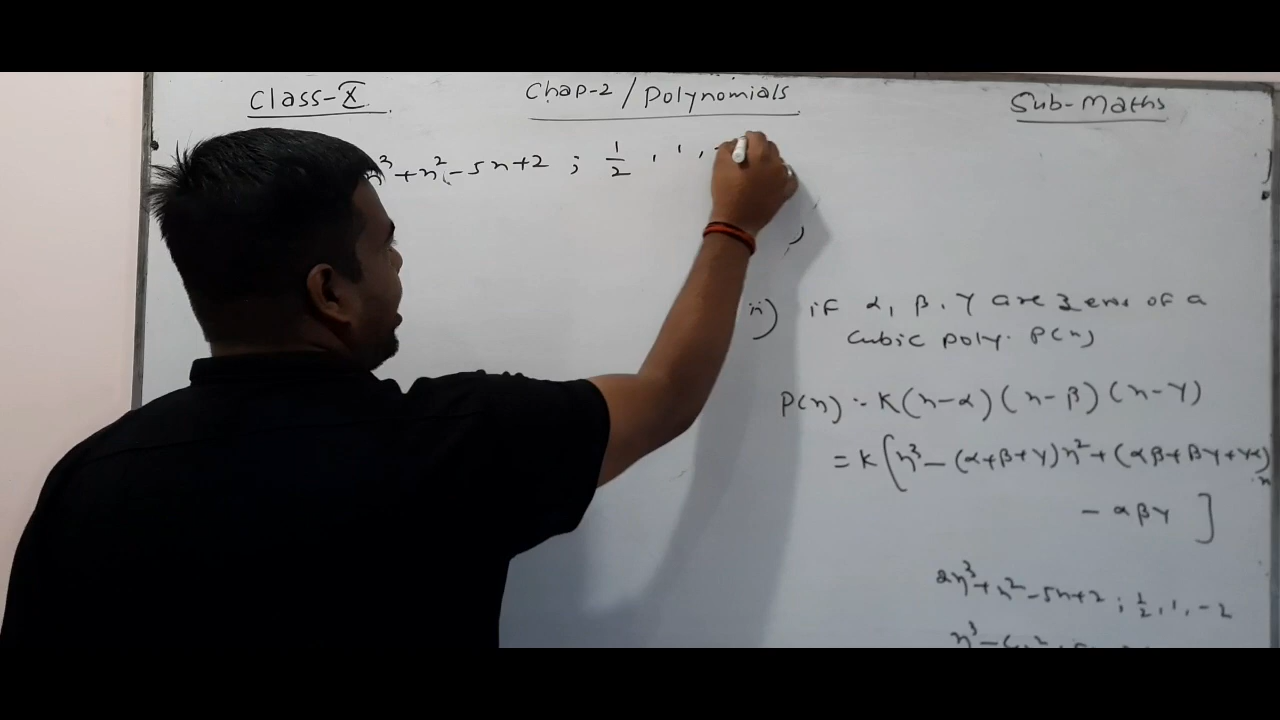 Class-X
Chap-2 / Polynomials
Sub-Maths
x³+x²-5x+2 ; 1/2 , 1 ,
ii) if α, β, γ are zeros of a
cubic poly. P(x)
P(x) = K(x-α)(x-β)(x-γ)
= K[x³-(α+β+γ)x²+(αβ+βγ+γα)x
- αβγ ]
2x³+x²-5x+2 ; 1/2, 1, -2